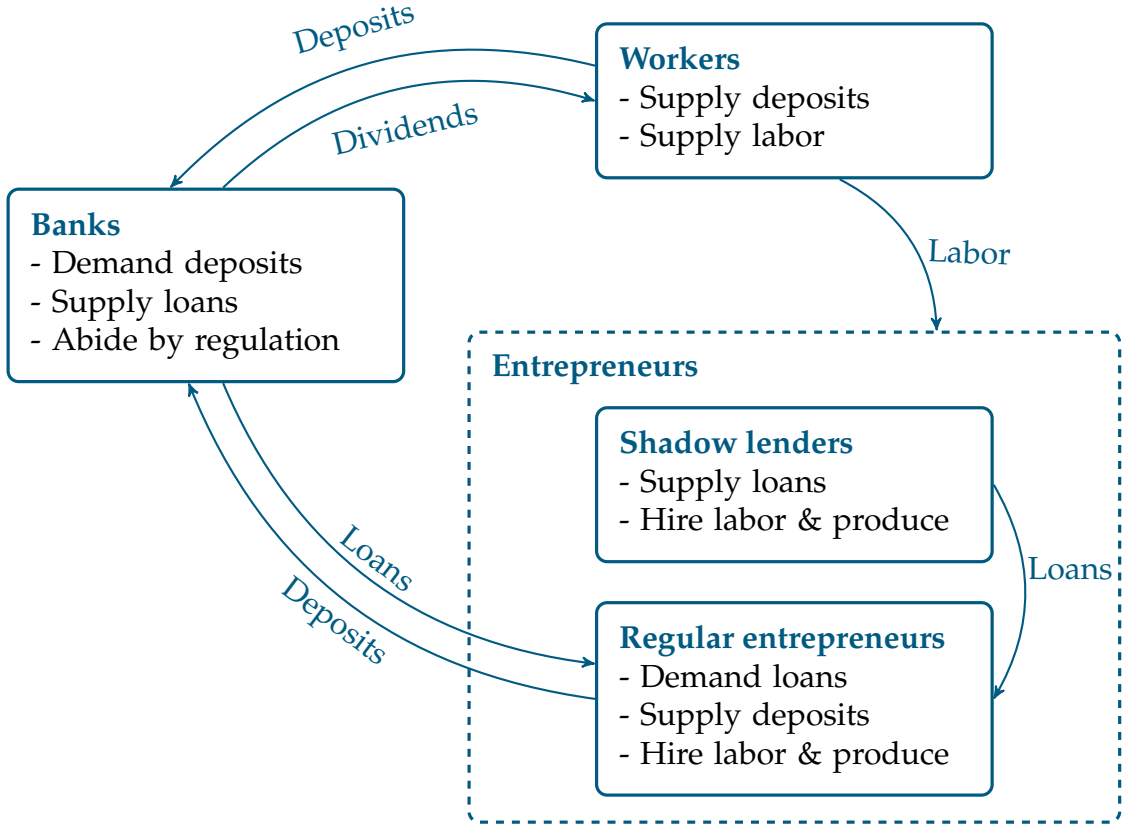 Deposits
Dividends
Workers
- Supply deposits
- Supply labor
Banks
- Demand deposits
- Supply loans
- Abide by regulation
Labor
Entrepreneurs
Shadow lenders
- Supply loans
- Hire labor & produce
Loans
Loans
Deposits
Regular entrepreneurs
- Demand loans
- Supply deposits
- Hire labor & produce